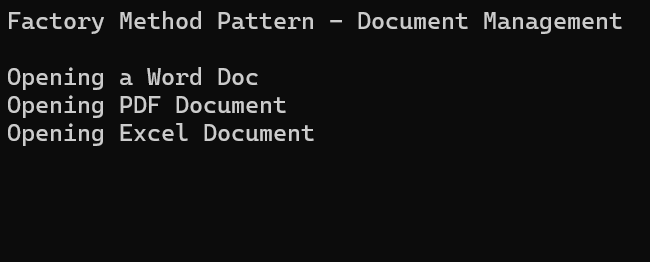 Factory Method Pattern - Document Management
Opening a Word Doc
Opening PDF Document
Opening Excel Document